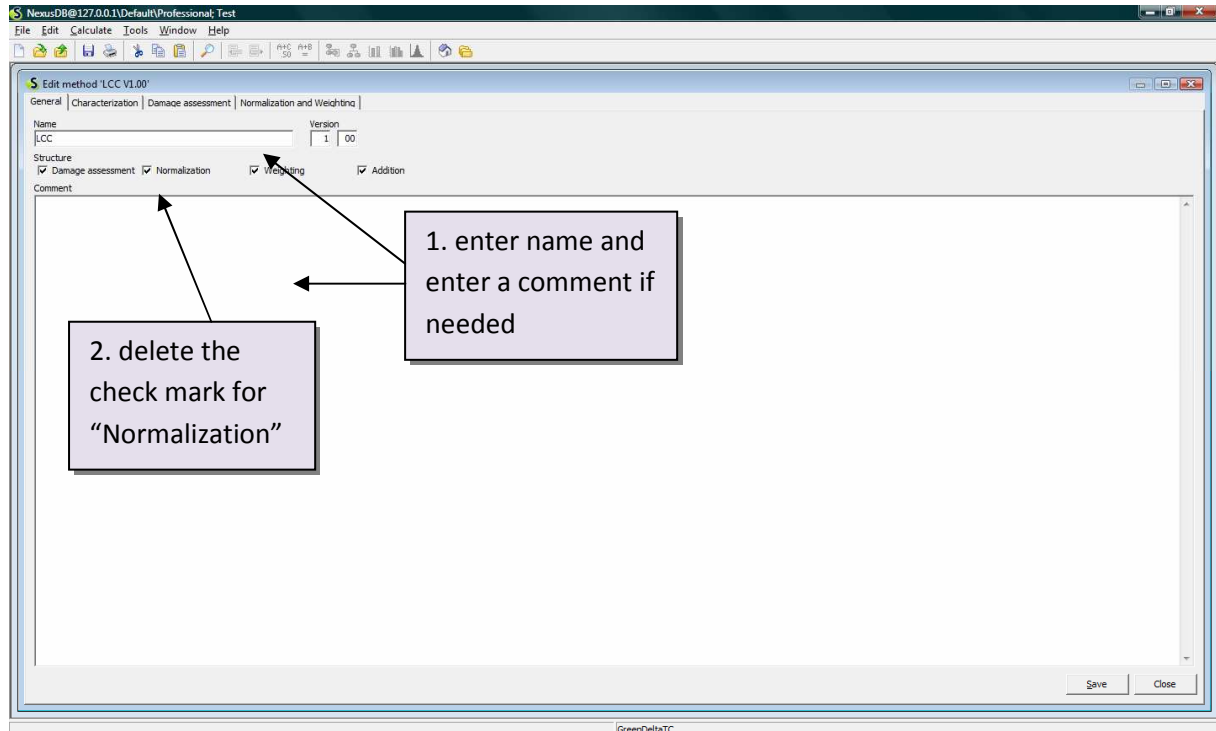 NexusDB@127.0.0.1\Default\Professional; Test
File Edit Calculate Tools Window Help
A+C A+B
50 =
Edit method 'LCC V1.00'
General Characterization Damage assessment Normalization and Weighting
Name Version
LCC 1 00
Structure
Damage assessment Normalization Weighting Addition
Comment
1. enter name and
enter a comment if
needed
2. delete the
check mark for
“Normalization”
Save Close
GreenDeltaTC